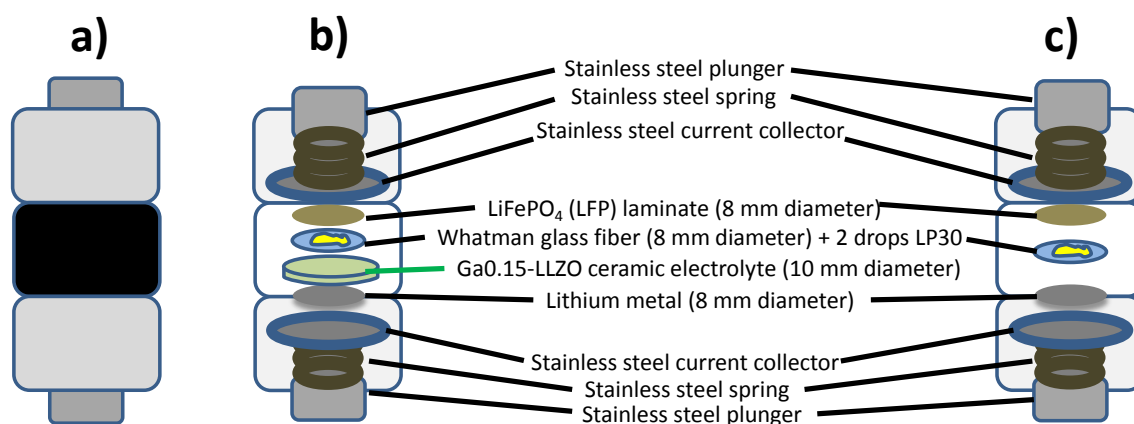 a)
b)
c)
Stainless steel plunger
Stainless steel spring
Stainless steel current collector
LiFePO₄ (LFP) laminate (8 mm diameter)
Whatman glass fiber (8 mm diameter) + 2 drops LP30
Ga0.15-LLZO ceramic electrolyte (10 mm diameter)
Lithium metal (8 mm diameter)
Stainless steel current collector
Stainless steel spring
Stainless steel plunger